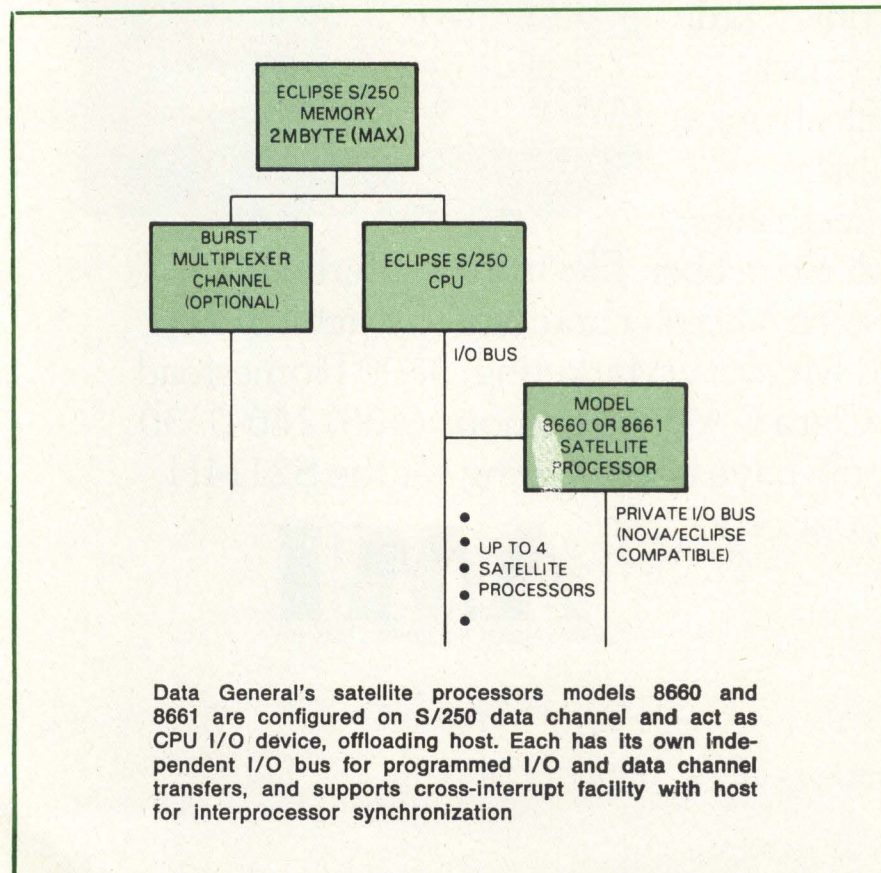 ECLIPSE S/250
MEMORY
2MBYTE (MAX)
BURST
MULTIPLEXER
CHANNEL
(OPTIONAL)
ECLIPSE S/250
CPU
I/O BUS
MODEL
8660 OR 8661
SATELLITE
PROCESSOR
UP TO 4
SATELLITE
PROCESSORS
PRIVATE I/O BUS
(NOVA/ECLIPSE
COMPATIBLE)
Data General's satellite processors models 8660 and
8661 are configured on S/250 data channel and act as
CPU I/O device, offloading host. Each has its own inde-
pendent I/O bus for programmed I/O and data channel
transfers, and supports cross-interrupt facility with host
for interprocessor synchronization